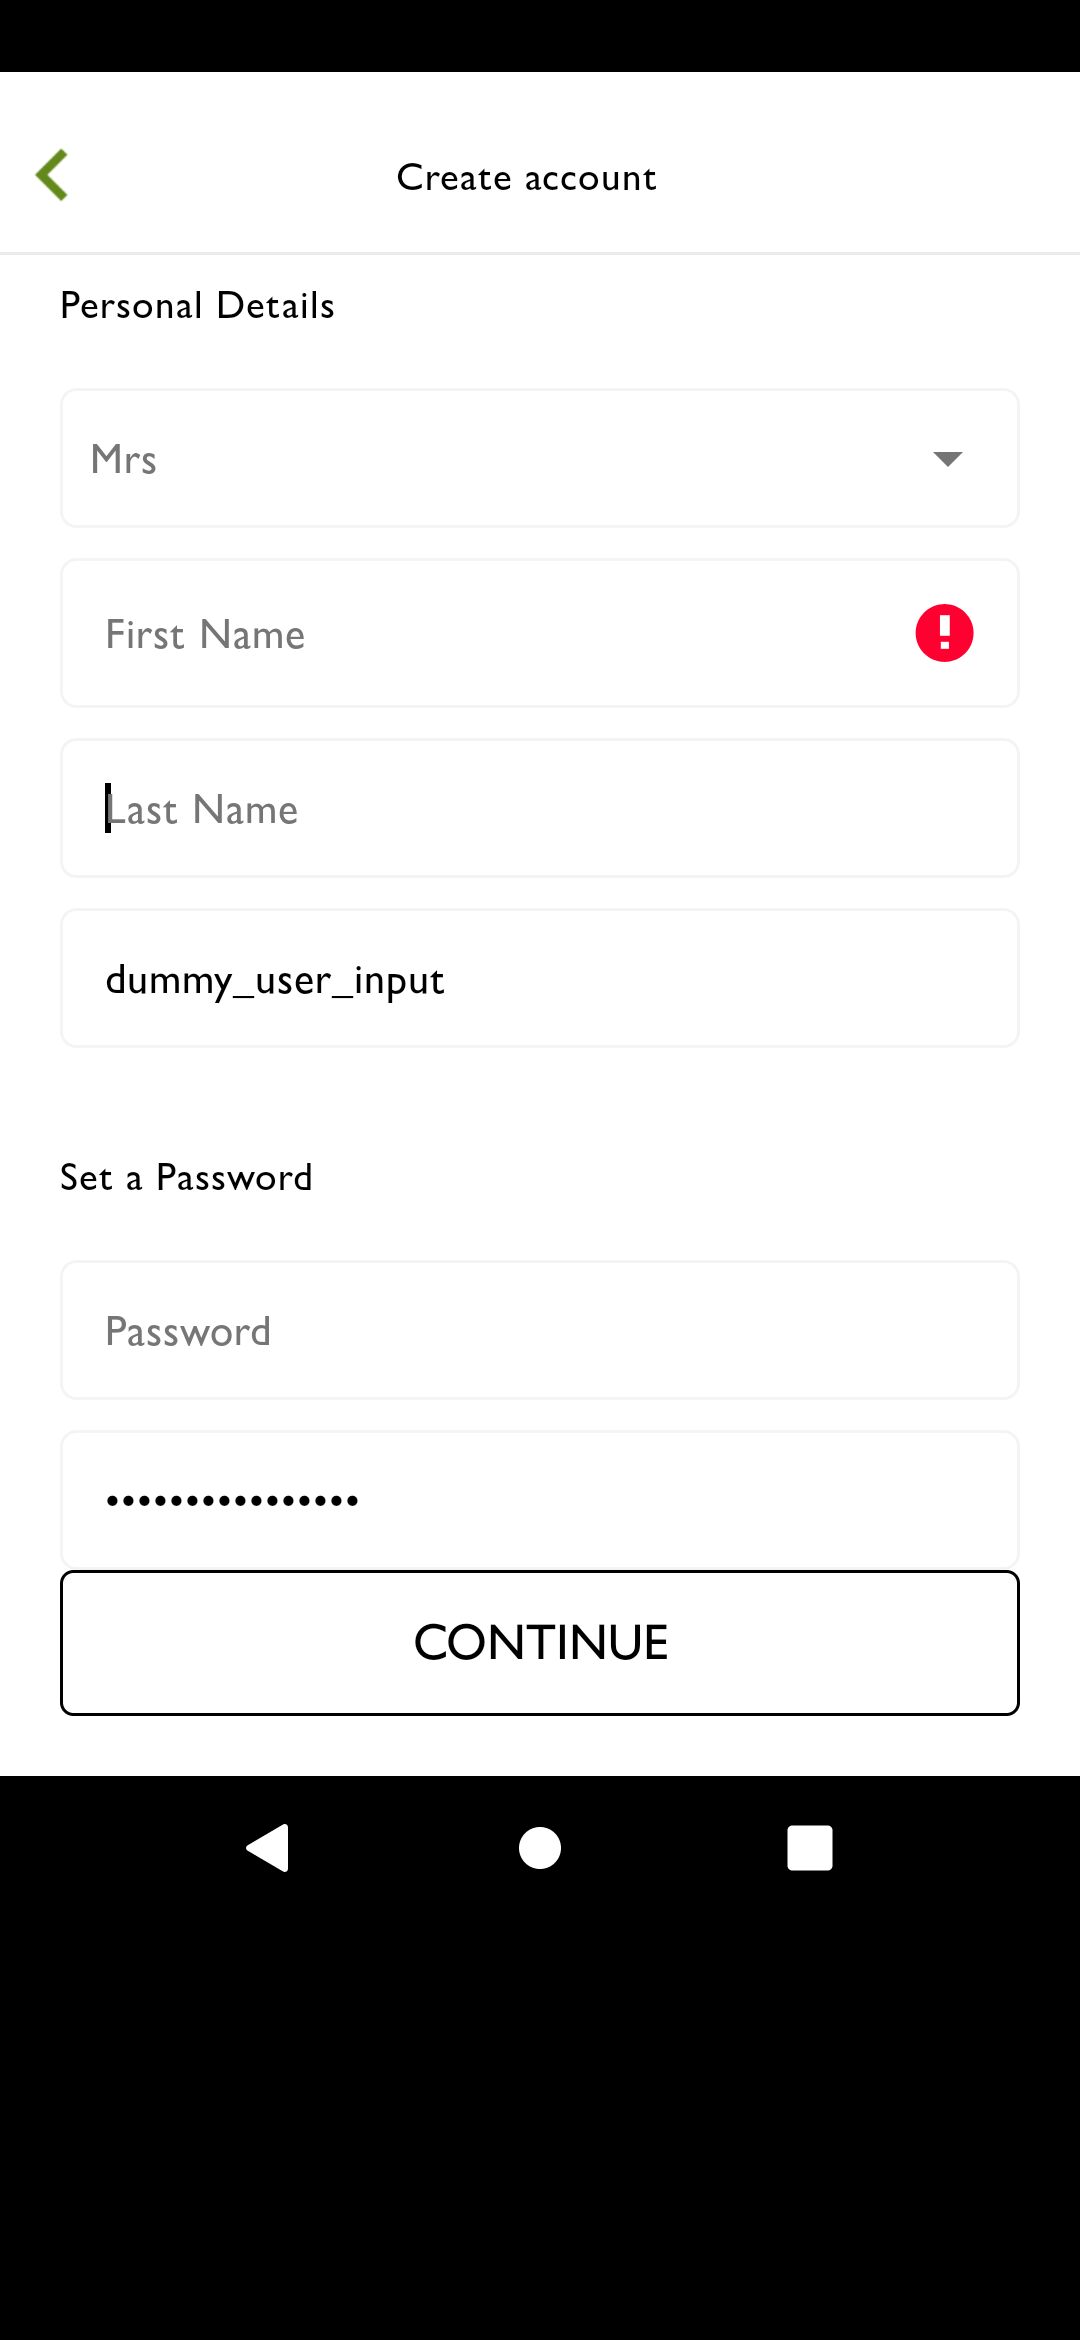 Create account
Personal Details
Mrs
First Name
Last Name
dummy_user_input
Set a Password
Password
••••••••••••••••
CONTINUE